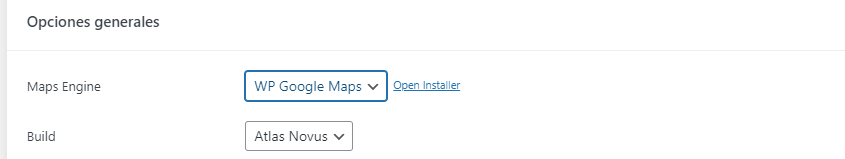 Opciones generales
Maps Engine WP Google Maps Open Installer
Build Atlas Novus